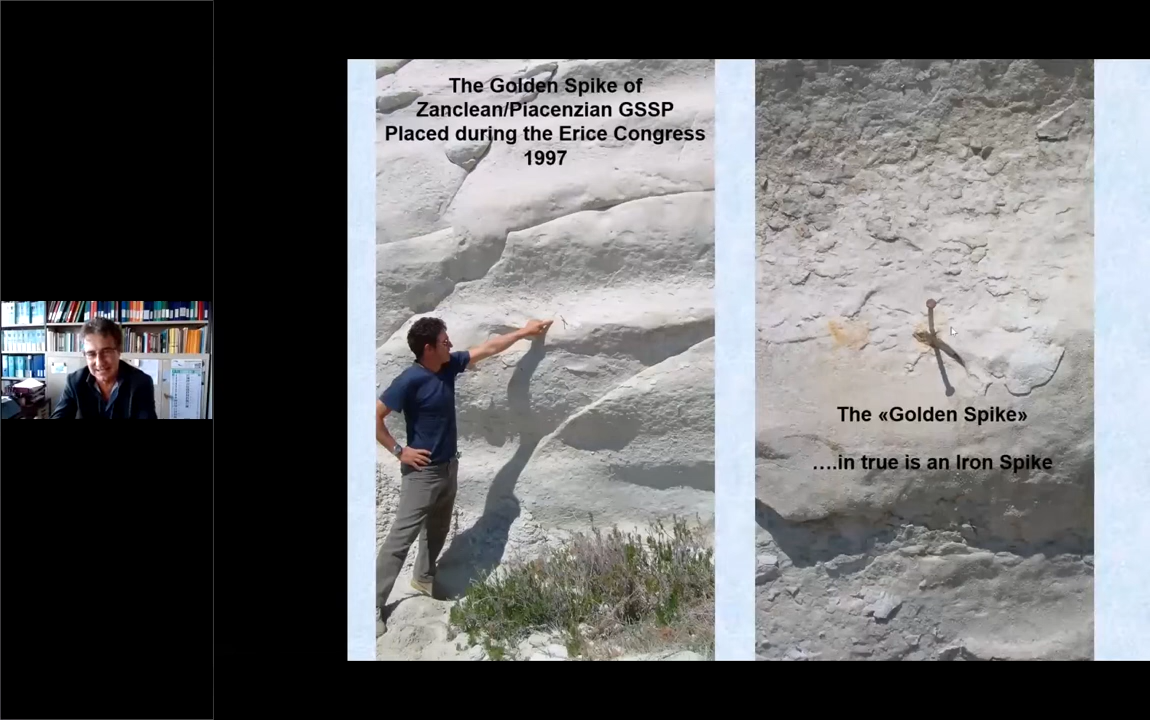 The Golden Spike of
Zanclean/Piacenzian GSSP
Placed during the Erice Congress
1997
The «Golden Spike»
….in true is an Iron Spike